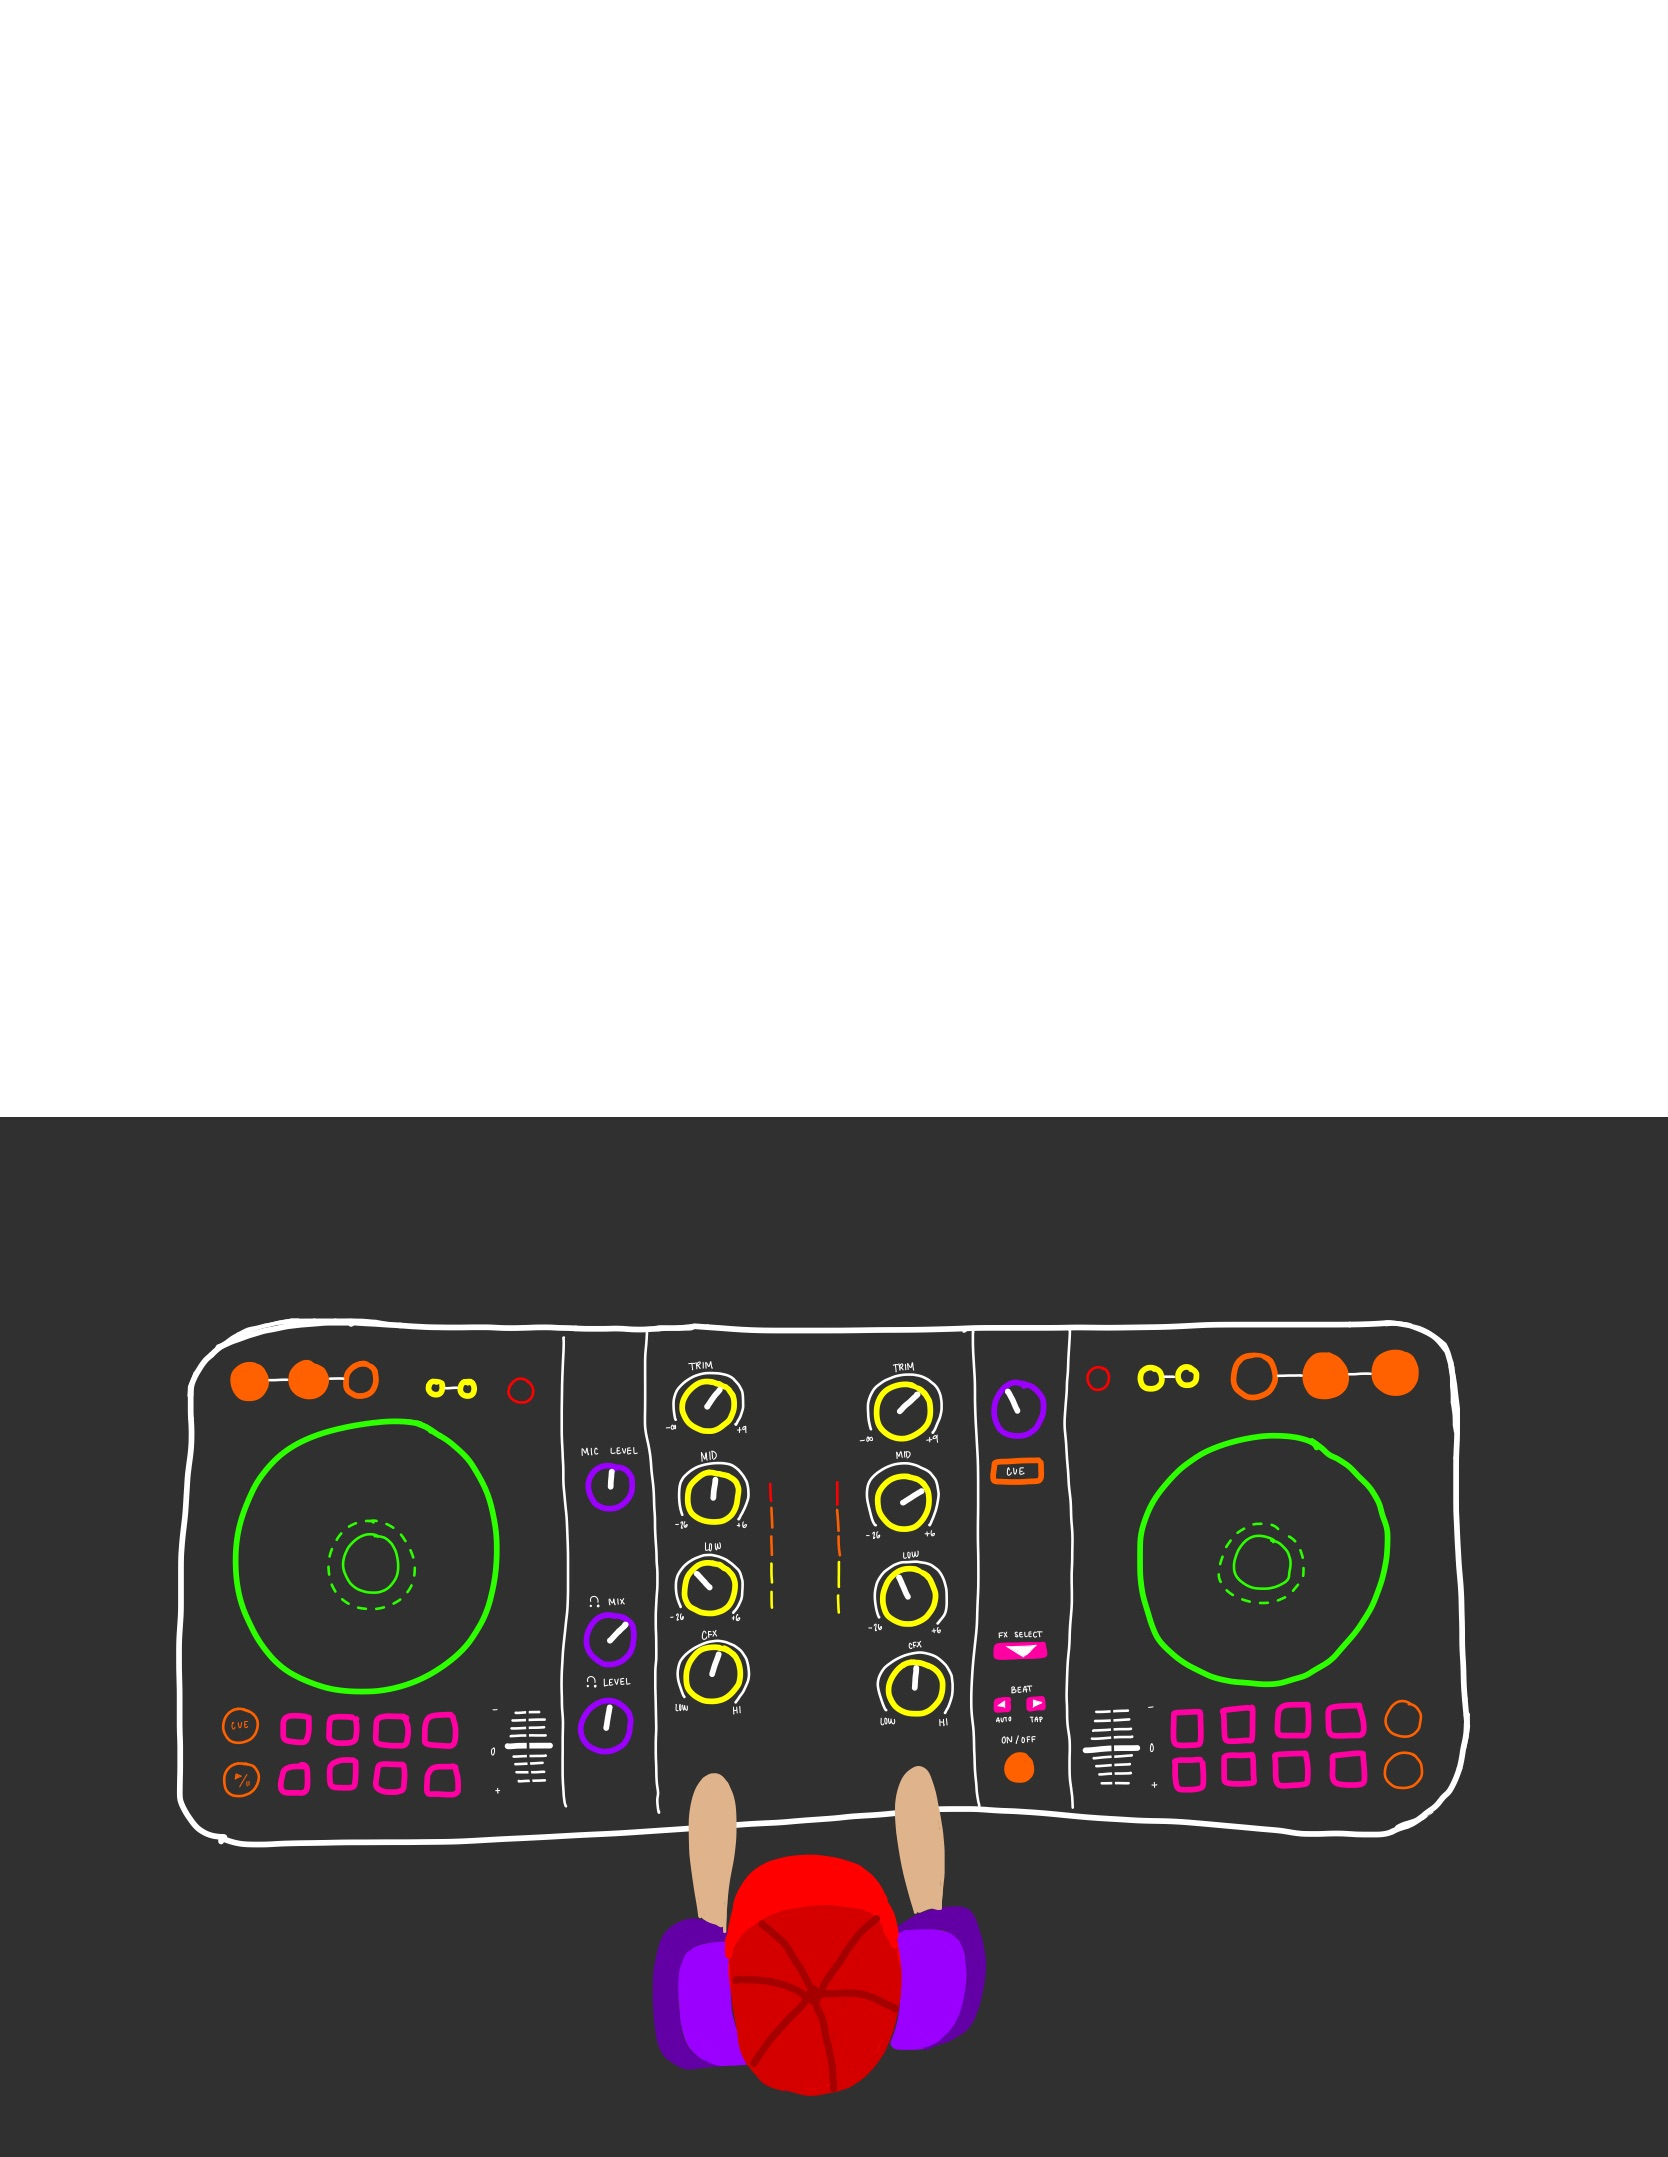 TRIM
-∞ +9
MID
-26 +6
LOW
-26 +6
CFX
LOW HI
TRIM
-∞ +9
MID
-26 +6
LOW
-26 +6
CFX
LOW HI
MIC LEVEL
MIX
LEVEL
CUE
FX SELECT
BEAT
AUTO TAP
ON/OFF
CUE
-
0
+
-
0
+